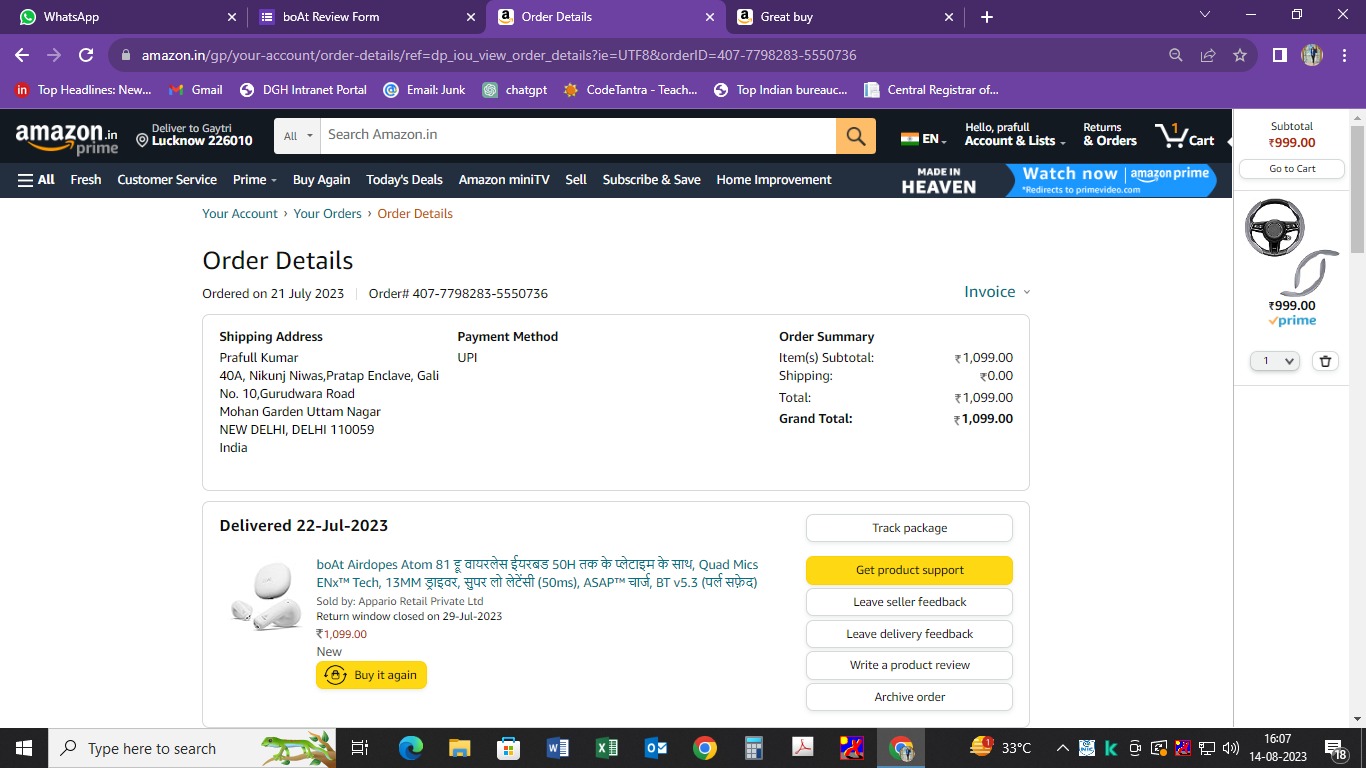 WhatsApp
boAt Review Form
Order Details
Great buy
amazon.in/gp/your-account/order-details/ref=dp_iou_view_order_details?ie=UTF8&orderID=407-7798283-5550736
Top Headlines: New...
Gmail
DGH Intranet Portal
Email: Junk
chatgpt
CodeTantra - Teach...
Top Indian bureauc...
Central Registrar of...
amazon.in
prime
Deliver to Gaytri
Lucknow 226010
All
Search Amazon.in
EN
Hello, prafull
Account & Lists
Returns
& Orders
1
Cart
Subtotal
₹999.00
Go to Cart
All
Fresh
Customer Service
Prime
Buy Again
Today's Deals
Amazon miniTV
Sell
Subscribe & Save
Home Improvement
MADE IN
HEAVEN
Watch now
amazon prime
*Redirects to primevideo.com
Your Account › Your Orders › Order Details
Order Details
Ordered on 21 July 2023
Order# 407-7798283-5550736
Invoice
Shipping Address
Prafull Kumar
40A, Nikunj Niwas,Pratap Enclave, Gali
No. 10,Gurudwara Road
Mohan Garden Uttam Nagar
NEW DELHI, DELHI 110059
India
Payment Method
UPI
Order Summary
Item(s) Subtotal: ₹1,099.00
Shipping: ₹0.00
Total: ₹1,099.00
Grand Total: ₹1,099.00
₹999.00
prime
1
Delivered 22-Jul-2023
boAt Airdopes Atom 81 ट्रू वायरलेस ईयरबड 50H तक के प्लेटाइम के साथ, Quad Mics
ENx™ Tech, 13MM ड्राइवर, सुपर लो लेटेंसी (50ms), ASAP™ चार्ज, BT v5.3 (पर्ल सफ़ेद)
Sold by: Appario Retail Private Ltd
Return window closed on 29-Jul-2023
₹1,099.00
New
Buy it again
Track package
Get product support
Leave seller feedback
Leave delivery feedback
Write a product review
Archive order
Type here to search
33°C
16:07
14-08-2023
18